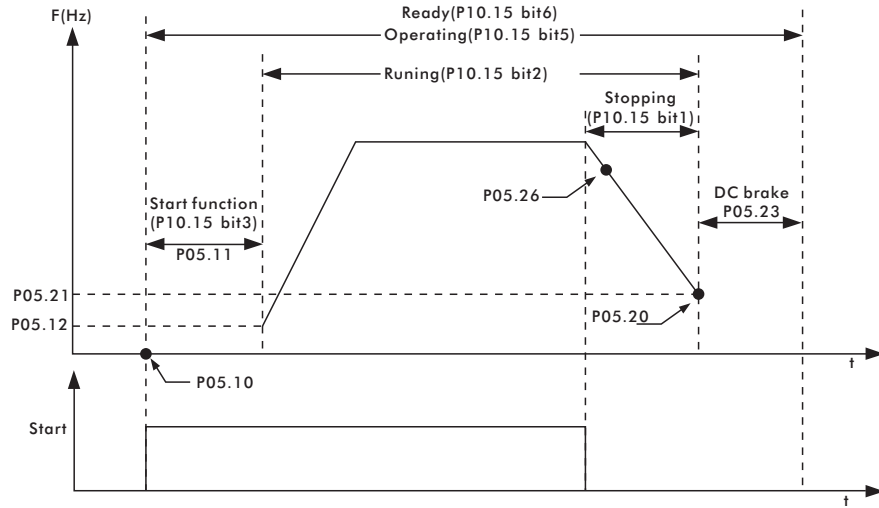 F(Hz)
Ready(P10.15 bit6)
Operating(P10.15 bit5)
Runing(P10.15 bit2)
Stopping
(P10.15 bit1)
P05.26
DC brake
P05.23
Start function
(P10.15 bit3)
P05.11
P05.21
P05.12
P05.20
t
P05.10
Start
t